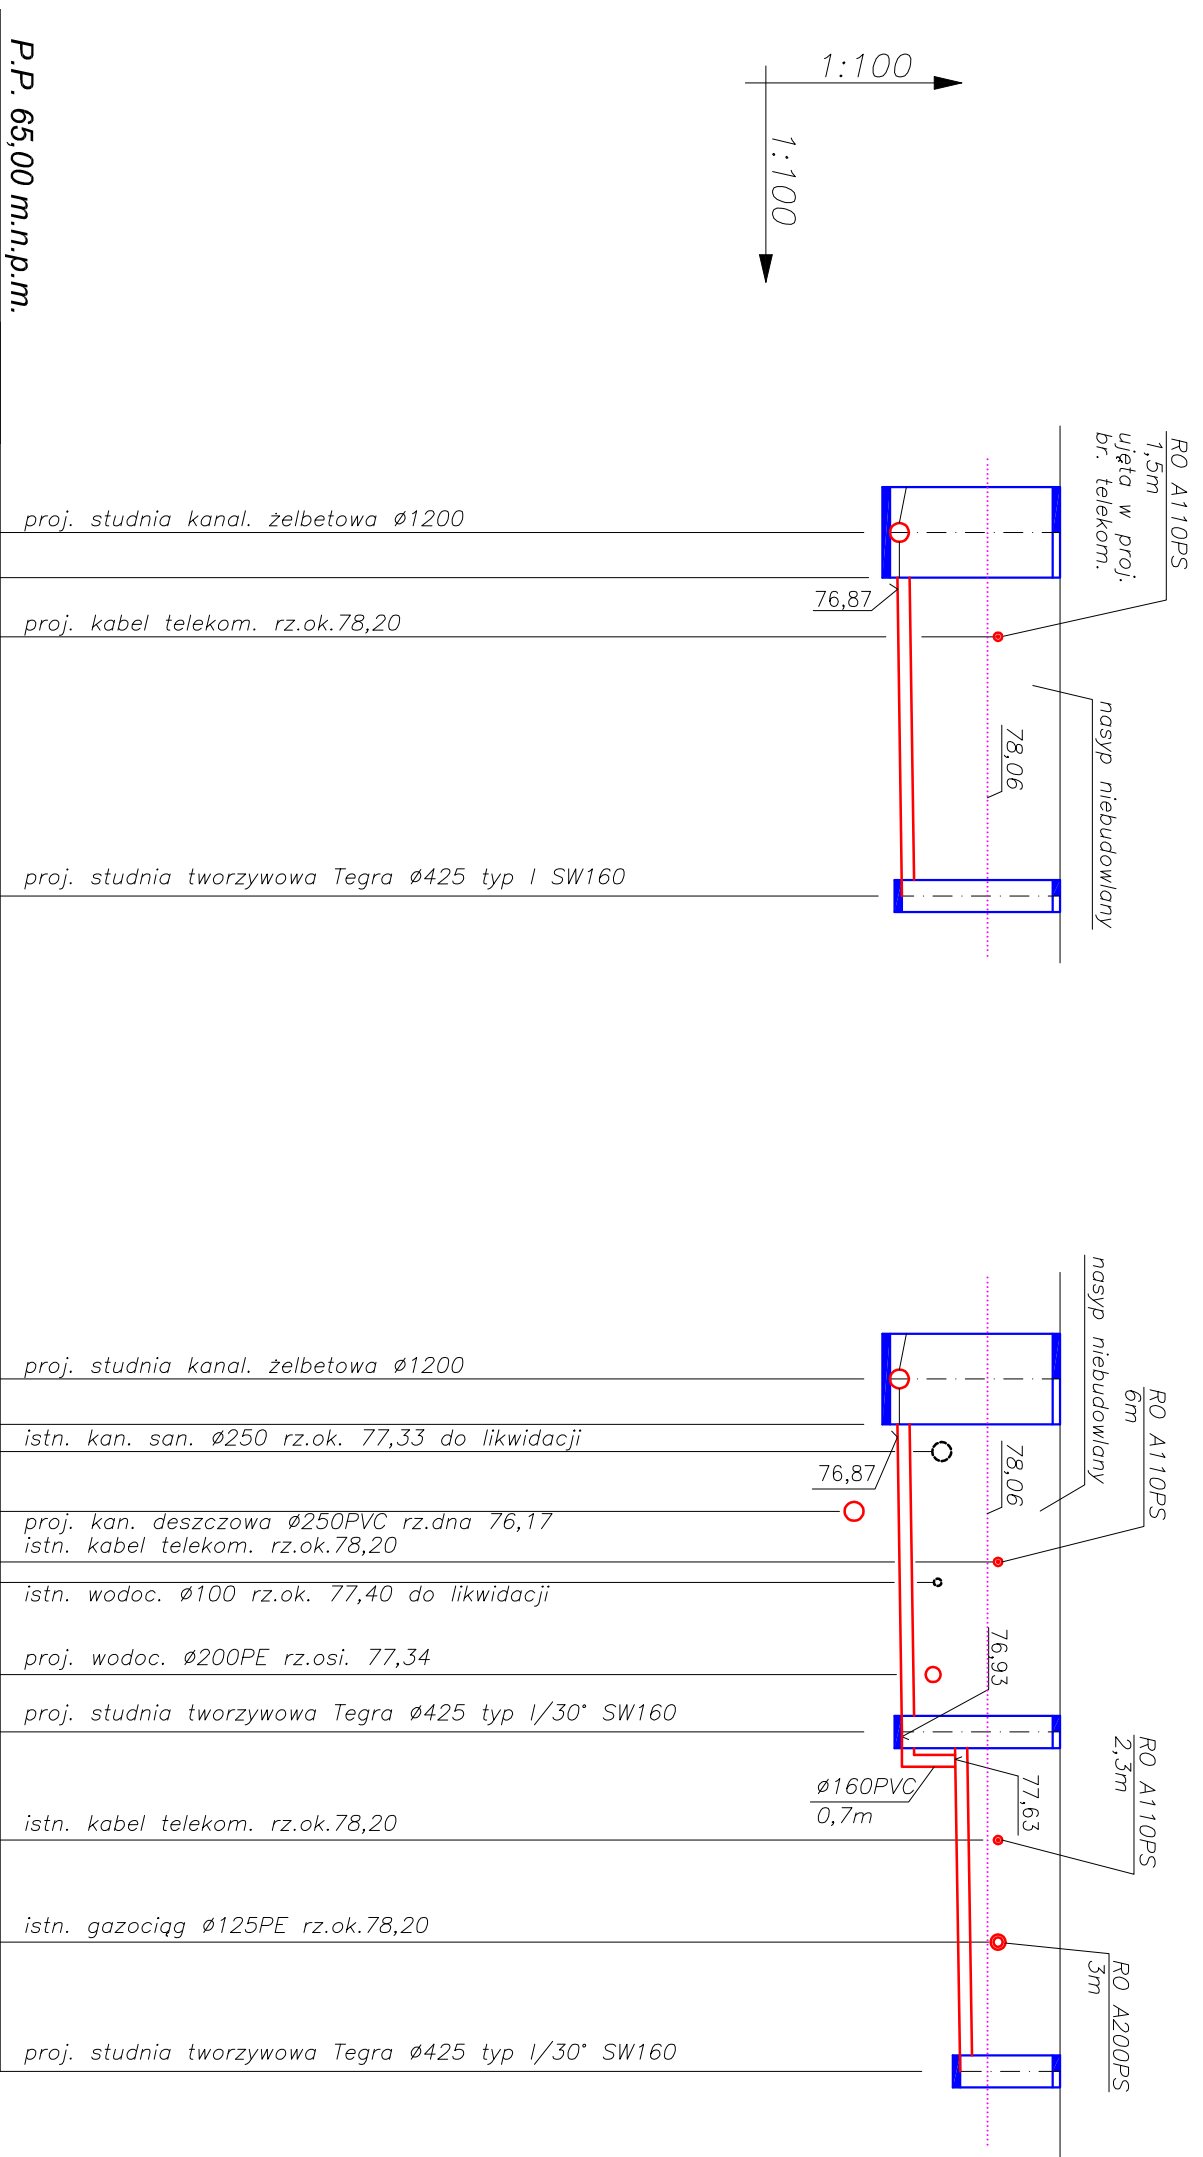 P.P. 65,00 m.n.p.m.
1:100
1:100
RO A110PS
1,5m
ujęta w proj.
br. telekom.
proj. studnia kanal. żelbetowa ø1200
76,87
proj. kabel telekom. rz.ok.78,20
nasyp niebudowlany
78,06
proj. studnia tworzywowa Tegra ø425 typ I SW160
nasyp niebudowlany
proj. studnia kanal. żelbetowa ø1200
RO A110PS
6m
istn. kan. san. ø250 rz.ok. 77,33 do likwidacji
78,06
76,87
proj. kan. deszczowa ø250PVC rz.dna 76,17
istn. kabel telekom. rz.ok.78,20
istn. wodoc. ø100 rz.ok. 77,40 do likwidacji
proj. wodoc. ø200PE rz.osi. 77,34
76,93
proj. studnia tworzywowa Tegra ø425 typ I/30° SW160
RO A110PS
2,3m
77,63
ø160PVC
0,7m
istn. kabel telekom. rz.ok.78,20
istn. gazociąg ø125PE rz.ok.78,20
RO A200PS
3m
proj. studnia tworzywowa Tegra ø425 typ I/30° SW160